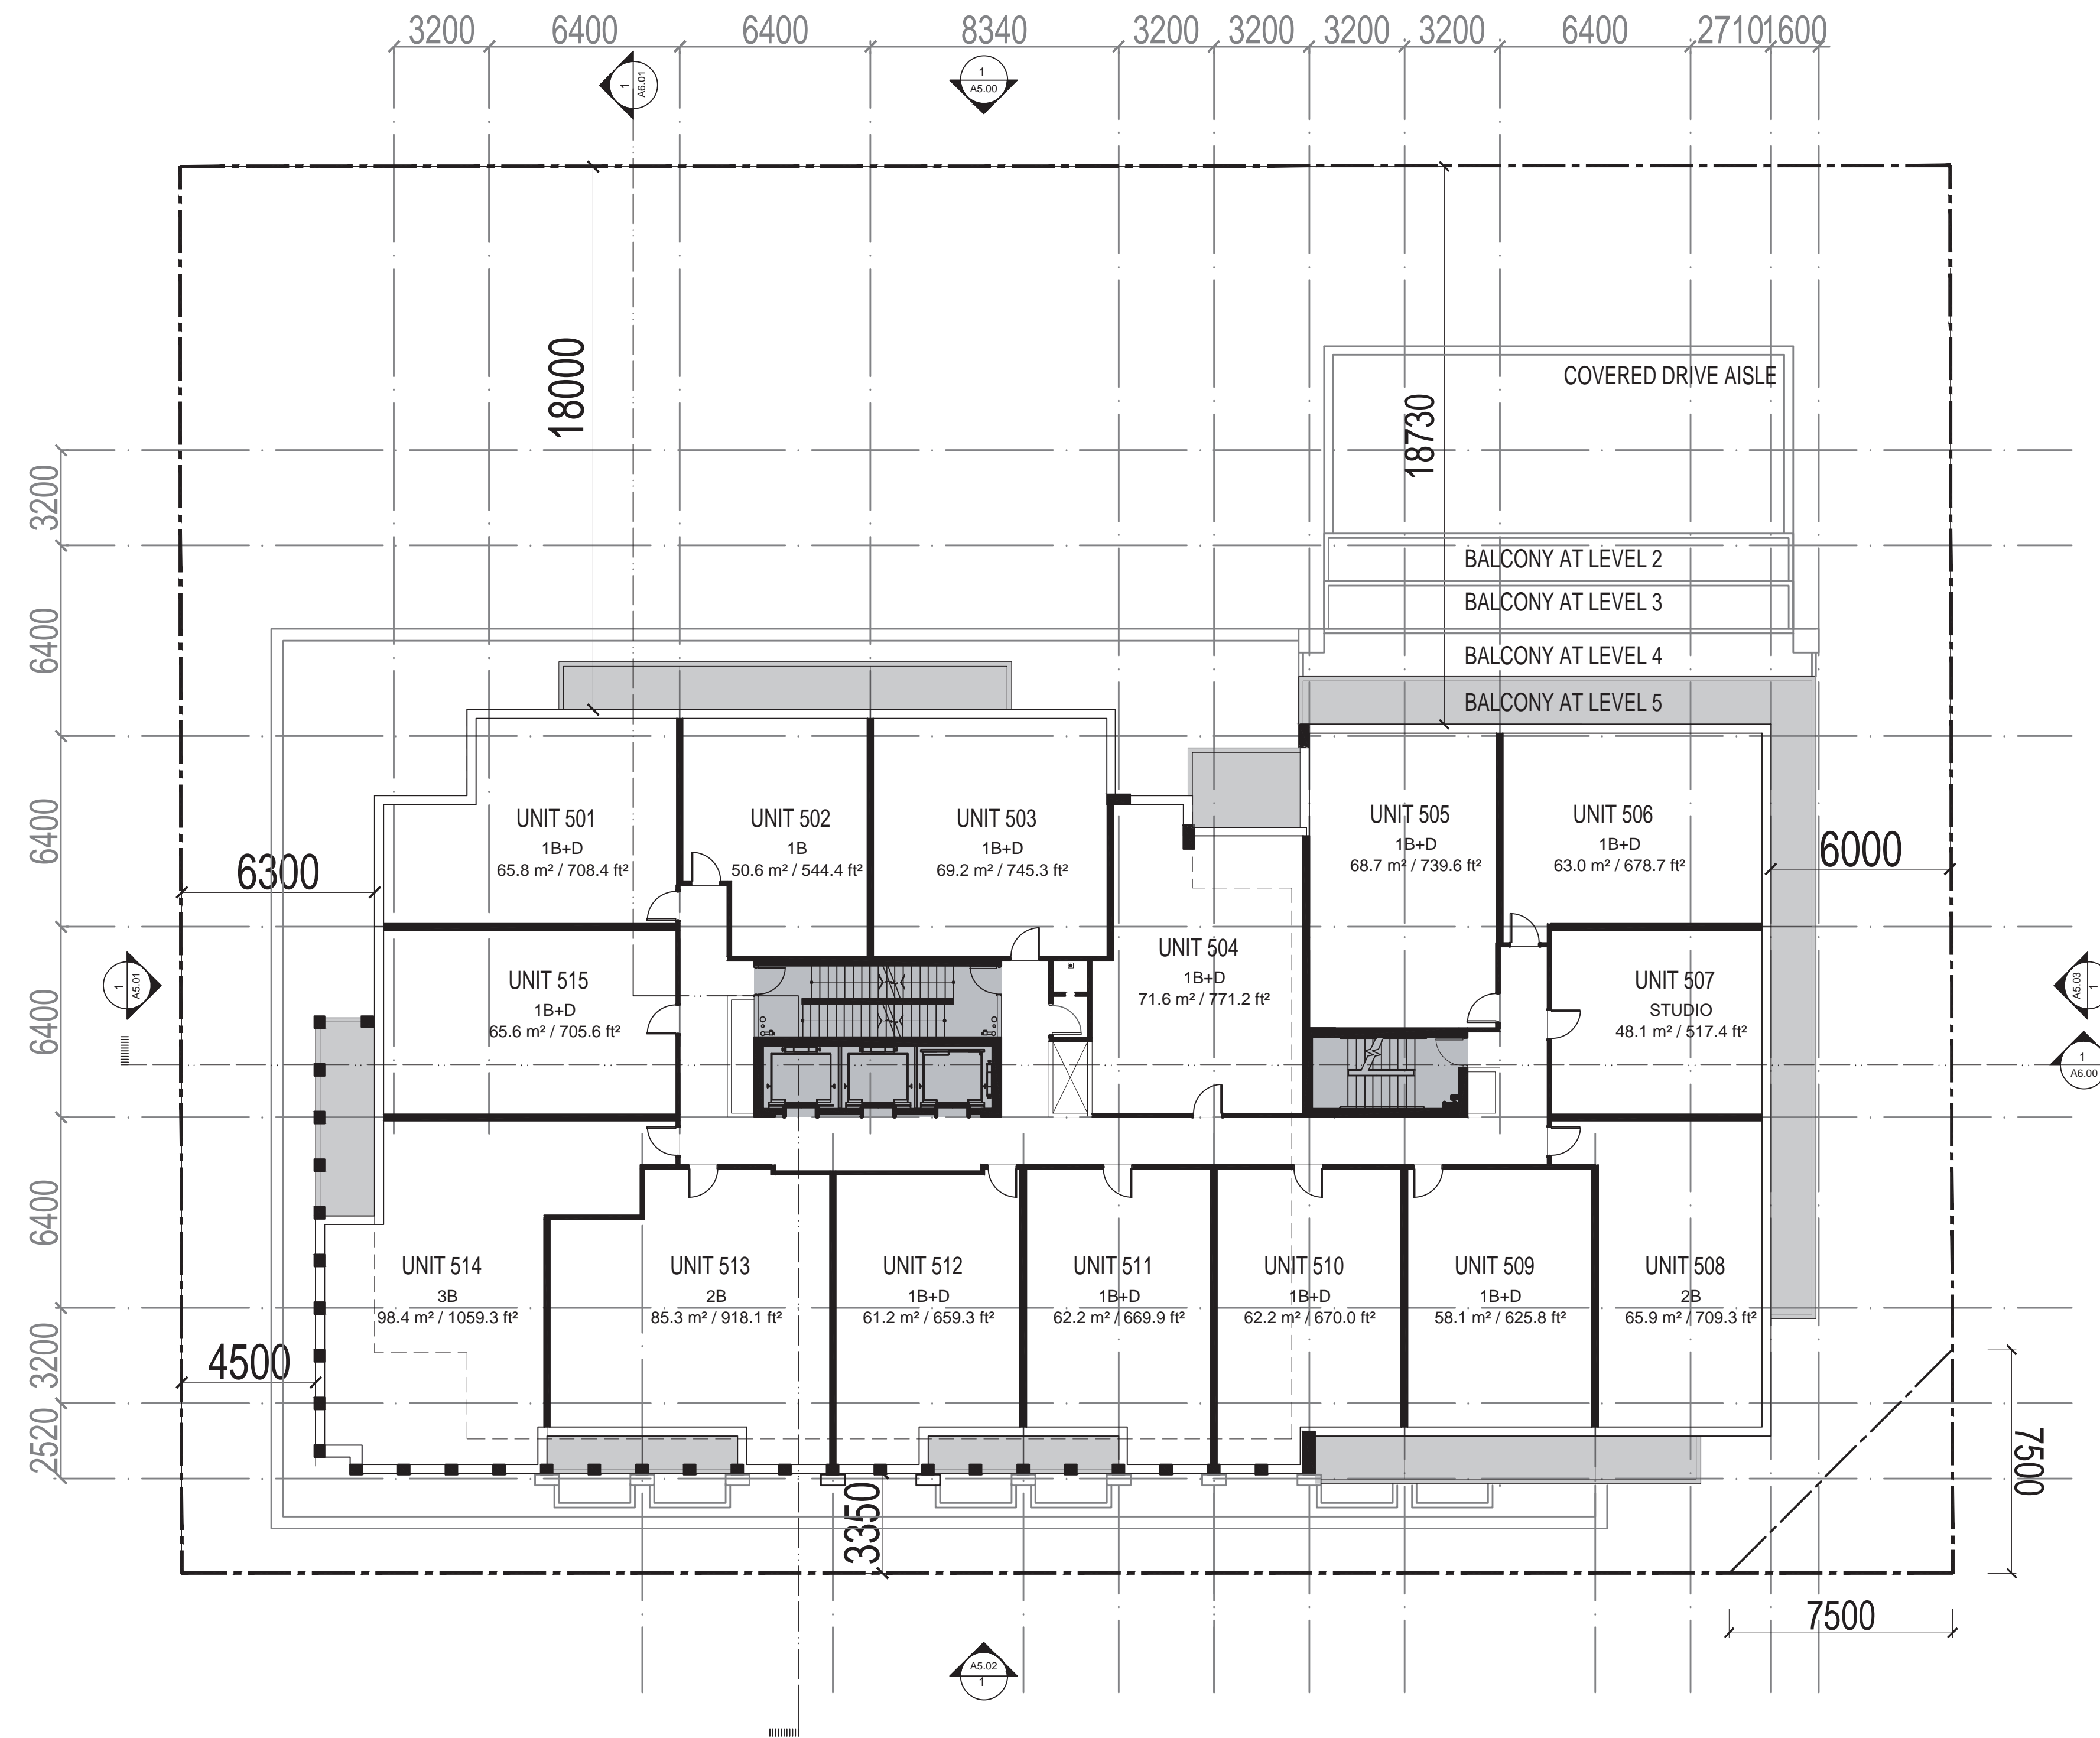 3200 6400 6400 8340 3200 3200 3200 3200 6400 2710 1600
1
A6.01
1
A5.00
18000
18730
COVERED DRIVE AISLE
BALCONY AT LEVEL 2
BALCONY AT LEVEL 3
BALCONY AT LEVEL 4
BALCONY AT LEVEL 5
3200
6400
6400
6400
6400
3200
2520
6300
6000
4500
3350
7500
7500
UNIT 501
1B+D
65.8 m² / 708.4 ft²
UNIT 502
1B
50.6 m² / 544.4 ft²
UNIT 503
1B+D
69.2 m² / 745.3 ft²
UNIT 504
1B+D
71.6 m² / 771.2 ft²
UNIT 505
1B+D
68.7 m² / 739.6 ft²
UNIT 506
1B+D
63.0 m² / 678.7 ft²
UNIT 507
STUDIO
48.1 m² / 517.4 ft²
UNIT 515
1B+D
65.6 m² / 705.6 ft²
1
A5.01
A5.03
1
1
A6.00
UNIT 514
3B
98.4 m² / 1059.3 ft²
UNIT 513
2B
85.3 m² / 918.1 ft²
UNIT 512
1B+D
61.2 m² / 659.3 ft²
UNIT 511
1B+D
62.2 m² / 669.9 ft²
UNIT 510
1B+D
62.2 m² / 670.0 ft²
UNIT 509
1B+D
58.1 m² / 625.8 ft²
UNIT 508
2B
65.9 m² / 709.3 ft²
A5.02
1